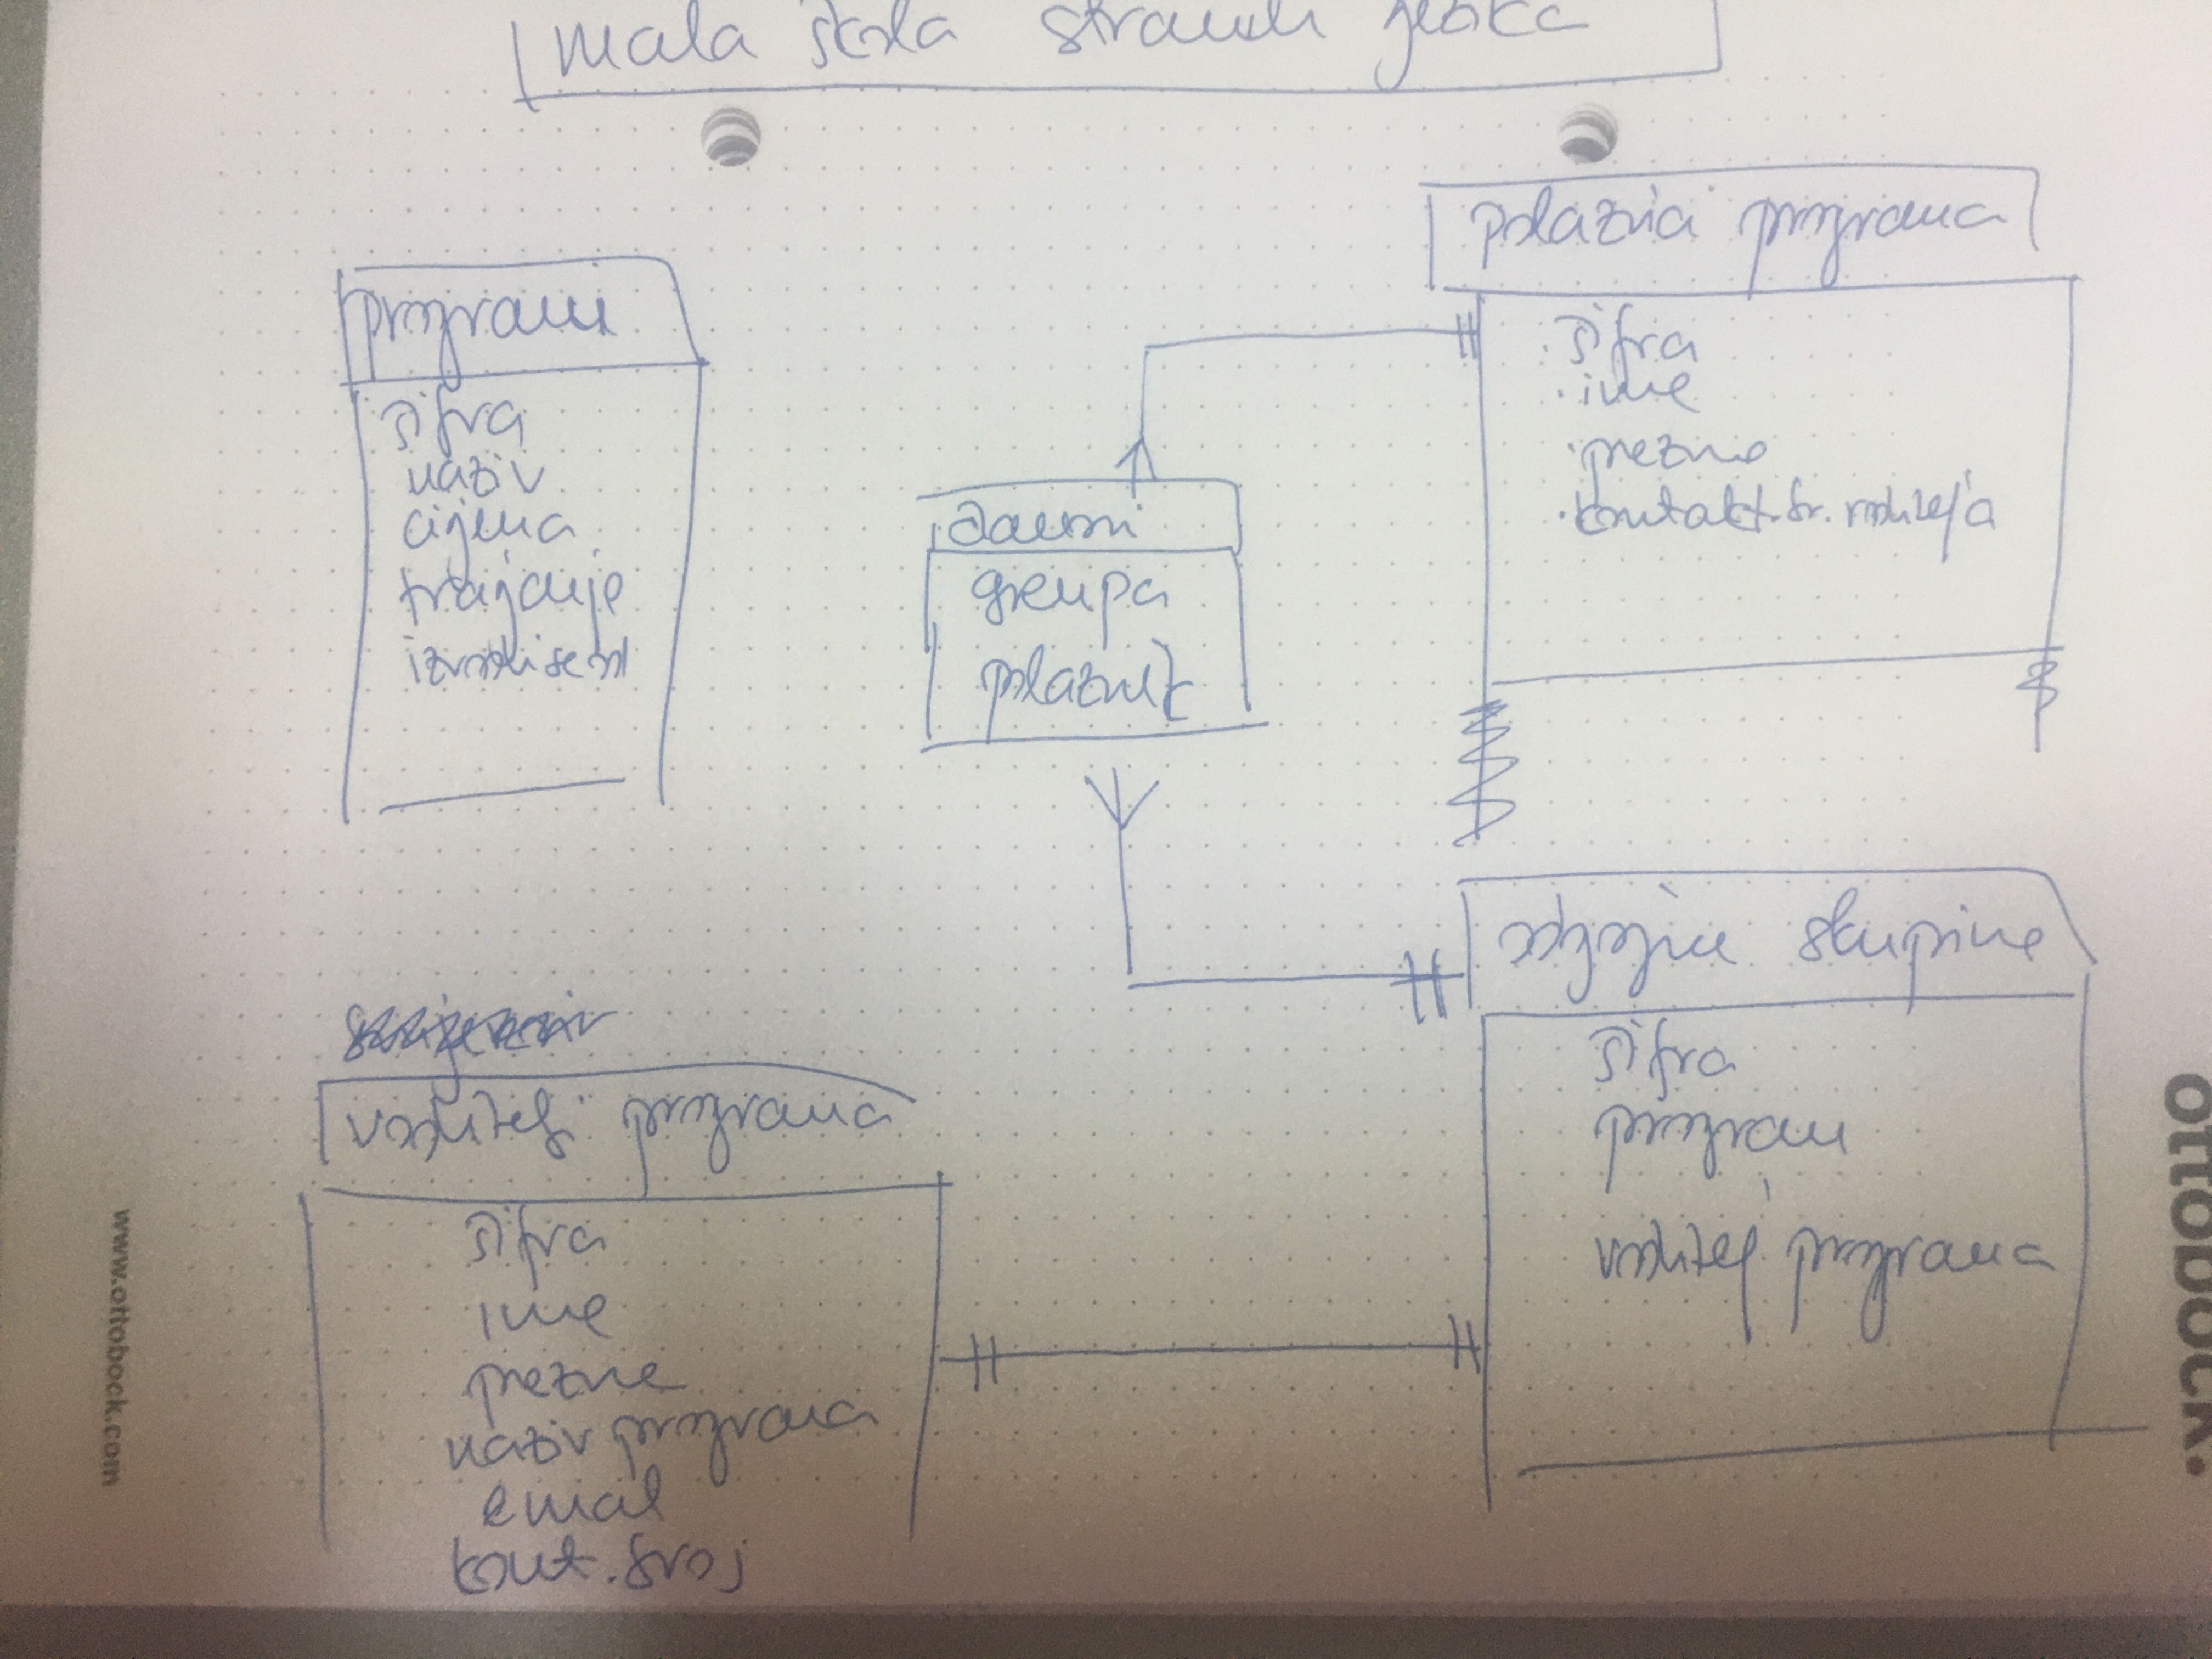 mala škola stranih jezika
programi
šifra
naziv
cijena
trajanje
izvodi se od
polaznici programa
· šifra
· ime
· prezime
· kontakt.br. roditelja
članovi
grupa
polaznik
odgojne skupine
šifra
program
voditelj programa
voditelji programa
šifra
ime
prezime
naziv programa
email
kont.broj
www.ottobock.com
ottobock.